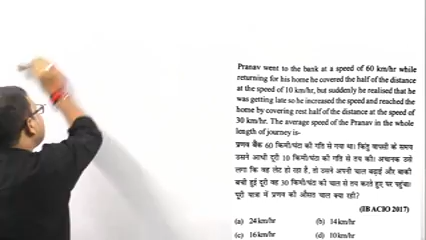 Pranav went to the bank at a speed of 60 km/hr while
returning for his home he covered the half of the distance
at the speed of 10 km/hr, but suddenly he realised that he
was getting late so he increased the speed and reached the
home by covering rest half of the distance at the speed of
30 km/hr. The average speed of the Pranav in the whole
length of journey is-
प्रणव बैंक 60 किमी/घंटा की गति से गया था। किंतु वापसी के समय
उसने आधी दूरी 10 किमी/घंटा की गति से तय की। अचानक उसे
लगा कि वह लेट हो रहा है, तो उसने अपनी चाल बढ़ाई और बाकी
बची हुई दूरी वह 30 किमी/घंटा की चाल से तय करते हुए घर पहुंचा।
पूरी यात्रा में प्रणव की औसत चाल क्या रही?
(IB ACIO 2017)
(a) 24 km/hr (b) 14 km/hr
(c) 16 km/hr (d) 10 km/hr